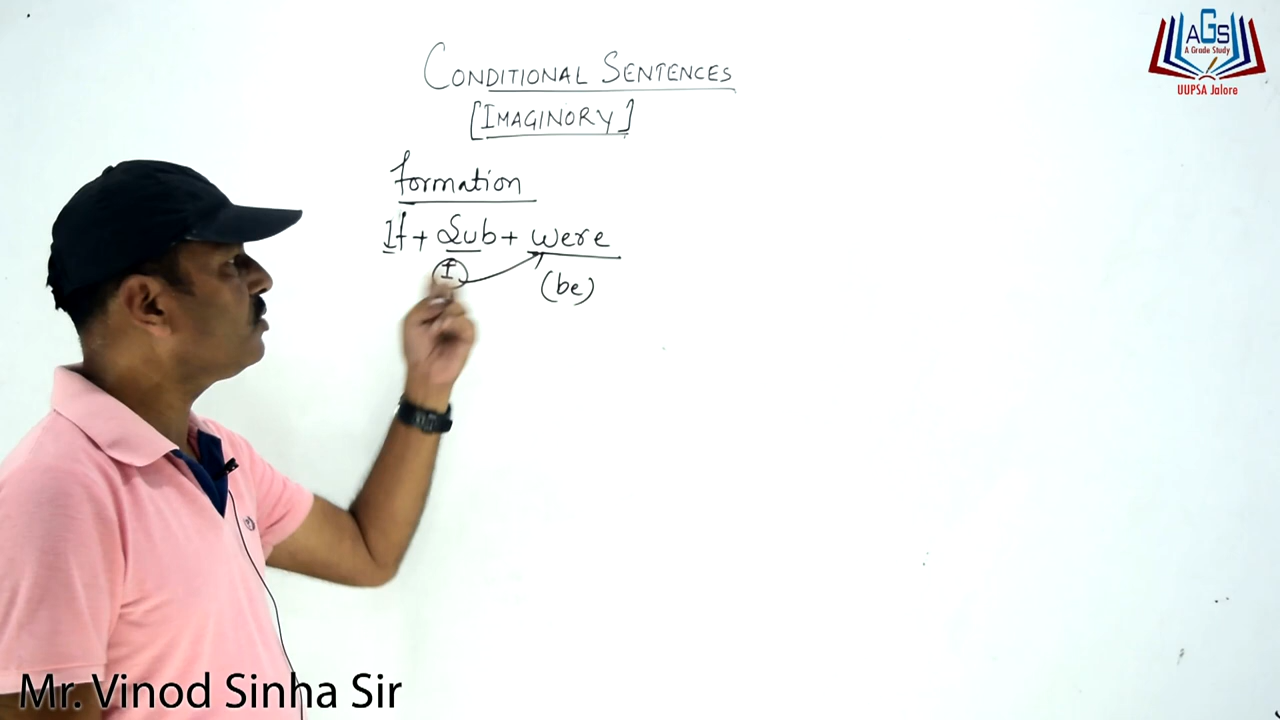 CONDITIONAL SENTENCES
[IMAGINORY]
formation
If + Sub + were
I
(be)
AGS
A Grade Study
UUPSA Jalore
Mr. Vinod Sinha Sir